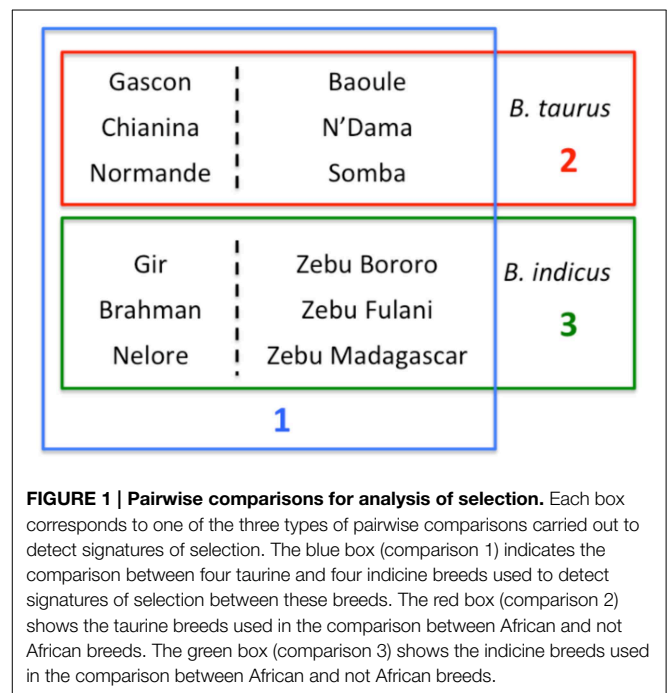 Gascon Baoule
Chianina N'Dama B. taurus
Normande Somba 2
Gir Zebu Bororo B. indicus
Brahman Zebu Fulani 3
Nelore Zebu Madagascar
1
FIGURE 1 | Pairwise comparisons for analysis of selection. Each box
corresponds to one of the three types of pairwise comparisons carried out to
detect signatures of selection. The blue box (comparison 1) indicates the
comparison between four taurine and four indicine breeds used to detect
signatures of selection between these breeds. The red box (comparison 2)
shows the taurine breeds used in the comparison between African and not
African breeds. The green box (comparison 3) shows the indicine breeds used
in the comparison between African and not African breeds.